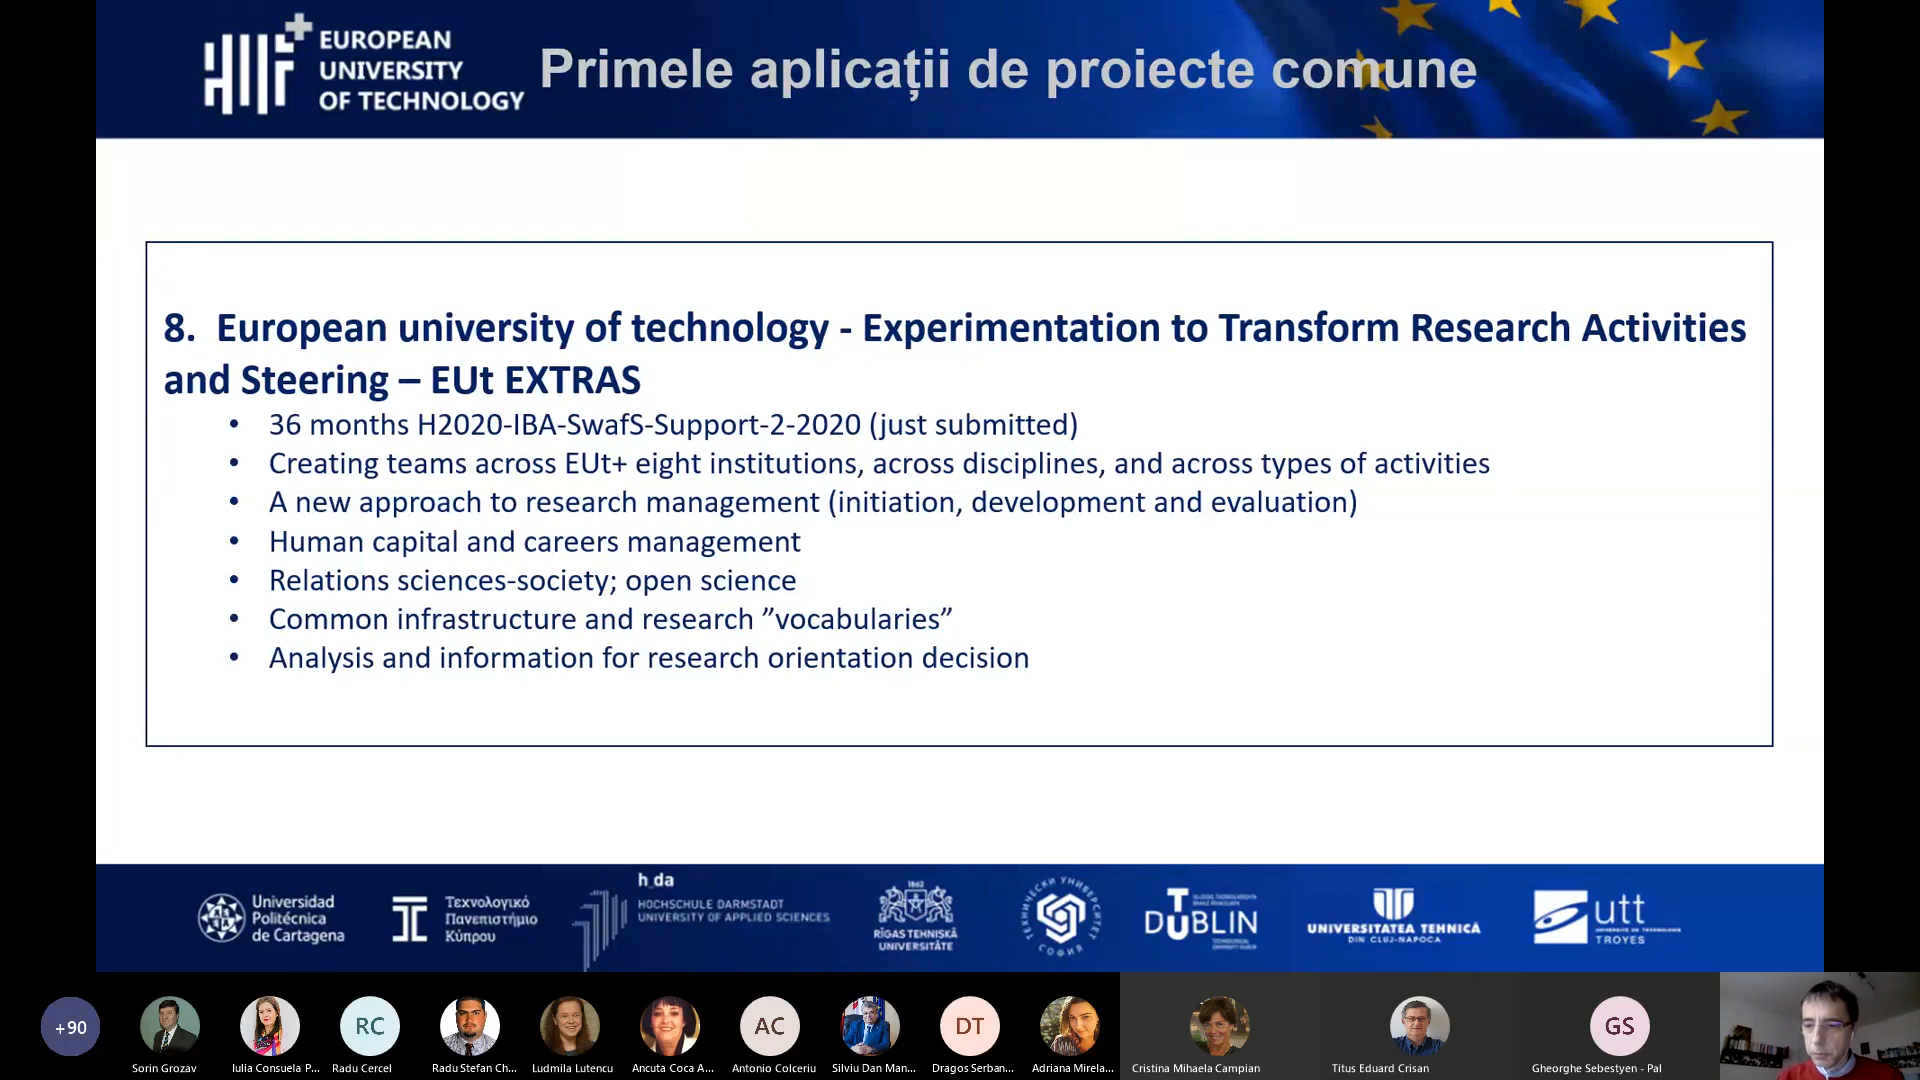 EUROPEAN
UNIVERSITY
OF TECHNOLOGY
Primele aplicații de proiecte comune
8. European university of technology - Experimentation to Transform Research Activities
and Steering – EUt EXTRAS
• 36 months H2020-IBA-SwafS-Support-2-2020 (just submitted)
• Creating teams across EUt+ eight institutions, across disciplines, and across types of activities
• A new approach to research management (initiation, development and evaluation)
• Human capital and careers management
• Relations sciences-society; open science
• Common infrastructure and research ”vocabularies”
• Analysis and information for research orientation decision
Universidad
Politécnica
de Cartagena
Τεχνολογικό
Πανεπιστήμιο
Κύπρου
h_da
HOCHSCHULE DARMSTADT
UNIVERSITY OF APPLIED SCIENCES
1862
RĪGAS TEHNISKĀ
UNIVERSITĀTE
ТЕХНИЧЕСКИ УНИВЕРСИТЕТ
СОФИЯ
T
DUBLIN
UNIVERSITATEA TEHNICĂ
DIN CLUJ-NAPOCA
utt
UNIVERSITÉ DE TECHNOLOGIE
TROYES
+90
RC
AC
DT
GS
Sorin Grozav
Iulia Consuela P...
Radu Cercel
Radu Stefan Ch...
Ludmila Lutencu
Ancuta Coca A...
Antonio Colceriu
Silviu Dan Man...
Dragos Serban...
Adriana Mirela...
Cristina Mihaela Campian
Titus Eduard Crisan
Gheorghe Sebestyen - Pal